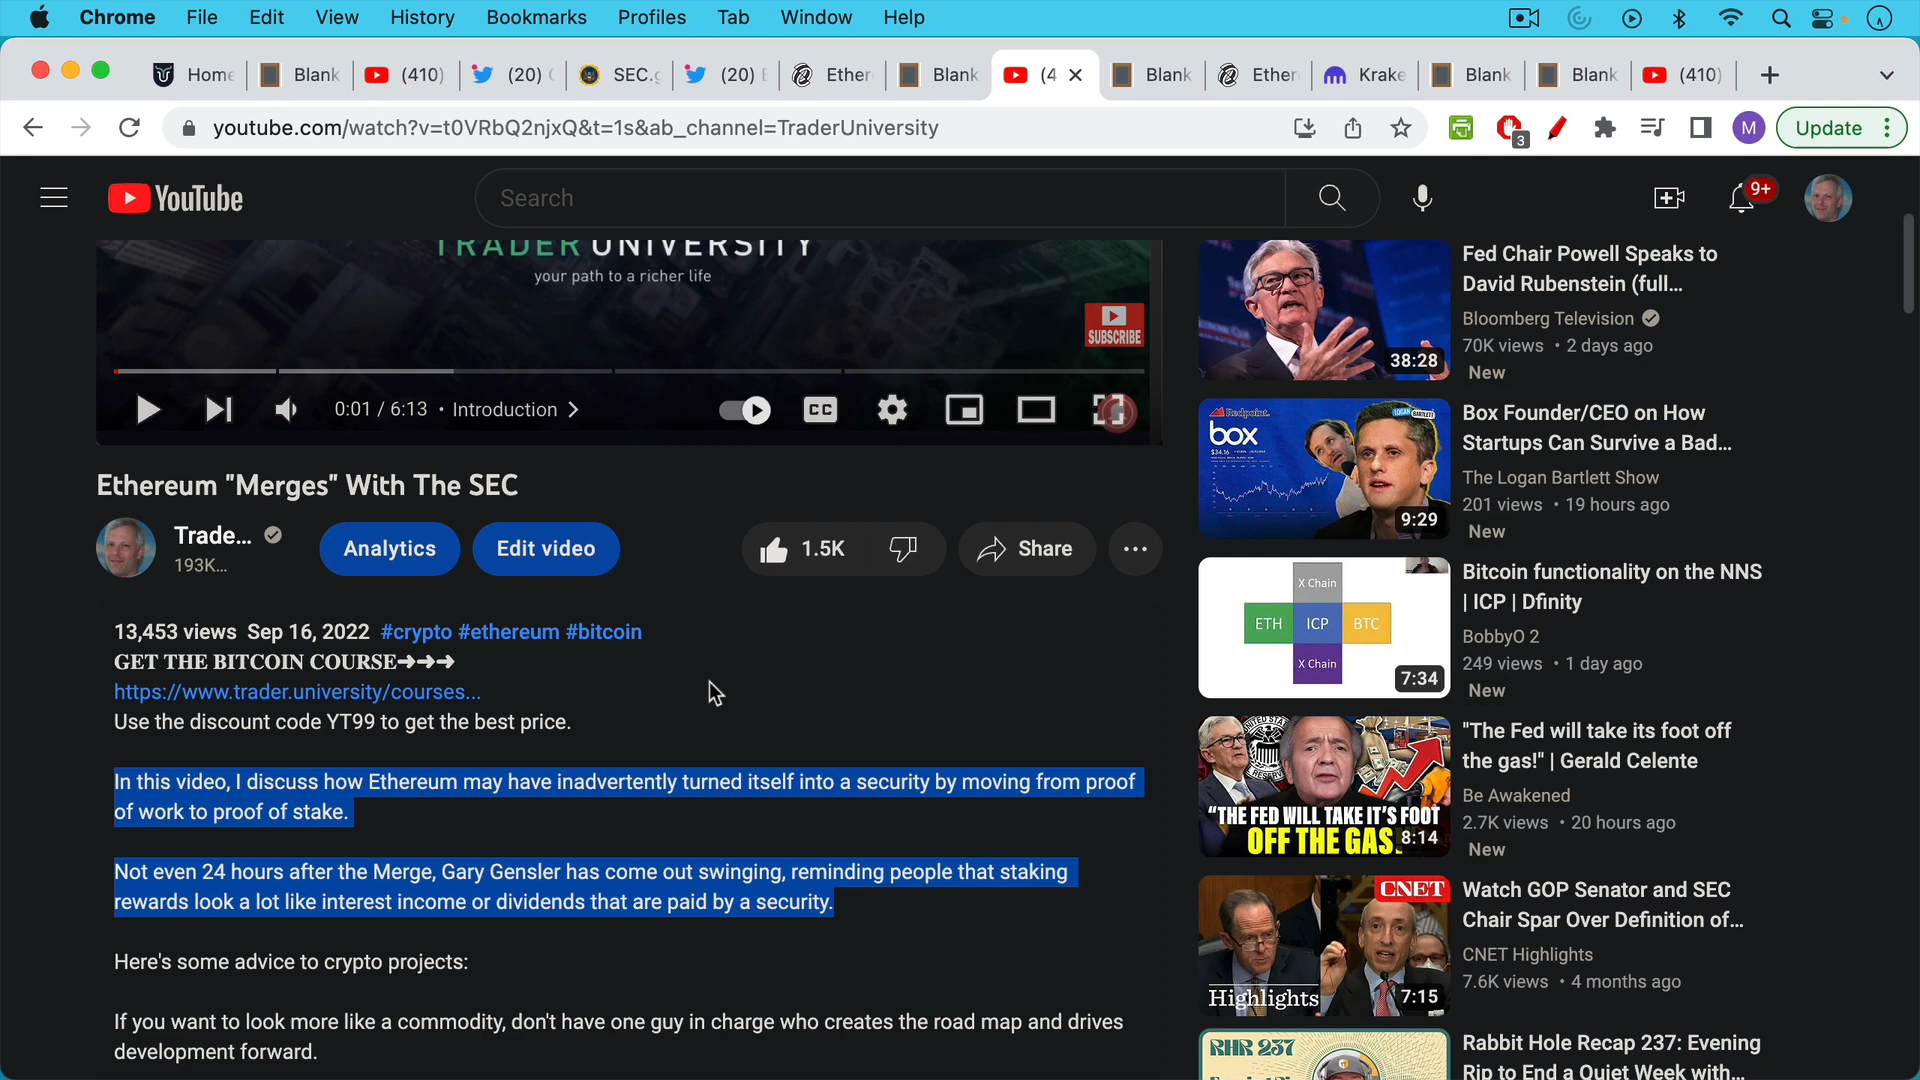 Chrome File Edit View History Bookmarks Profiles Tab Window Help
Home Blank (410) (20) SEC.g (20) E Ether Blank (4 Blank Ether Krake Blank Blank (410)
youtube.com/watch?v=t0VRbQ2njxQ&t=1s&ab_channel=TraderUniversity
3
M
Update
YouTube
Search
9+
TRADER UNIVERSITY
your path to a richer life
SUBSCRIBE
0:01 / 6:13 • Introduction
CC
Ethereum "Merges" With The SEC
Trade...
193K...
Analytics
Edit video
1.5K
Share
13,453 views Sep 16, 2022 #crypto #ethereum #bitcoin
GET THE BITCOIN COURSE➜➜➜
https://www.trader.university/courses...
Use the discount code YT99 to get the best price.
In this video, I discuss how Ethereum may have inadvertently turned itself into a security by moving from proof
of work to proof of stake.
Not even 24 hours after the Merge, Gary Gensler has come out swinging, reminding people that staking
rewards look a lot like interest income or dividends that are paid by a security.
Here's some advice to crypto projects:
If you want to look more like a commodity, don't have one guy in charge who creates the road map and drives
development forward.
38:28
Fed Chair Powell Speaks to
David Rubenstein (full...
Bloomberg Television
70K views • 2 days ago
New
Redpoint
LOGAN BARTLETT
box
$34.16
9:29
Box Founder/CEO on How
Startups Can Survive a Bad...
The Logan Bartlett Show
201 views • 19 hours ago
New
X Chain
ETH ICP BTC
X Chain
7:34
Bitcoin functionality on the NNS
| ICP | Dfinity
BobbyO 2
249 views • 1 day ago
New
"THE FED WILL TAKE IT'S FOOT
OFF THE GAS.
8:14
"The Fed will take its foot off
the gas!" | Gerald Celente
Be Awakened
2.7K views • 20 hours ago
New
CNET
Highlights
7:15
Watch GOP Senator and SEC
Chair Spar Over Definition of...
CNET Highlights
7.6K views • 4 months ago
RHR 237
Rabbit Hole Recap 237: Evening
Rip to End a Quiet Week with...